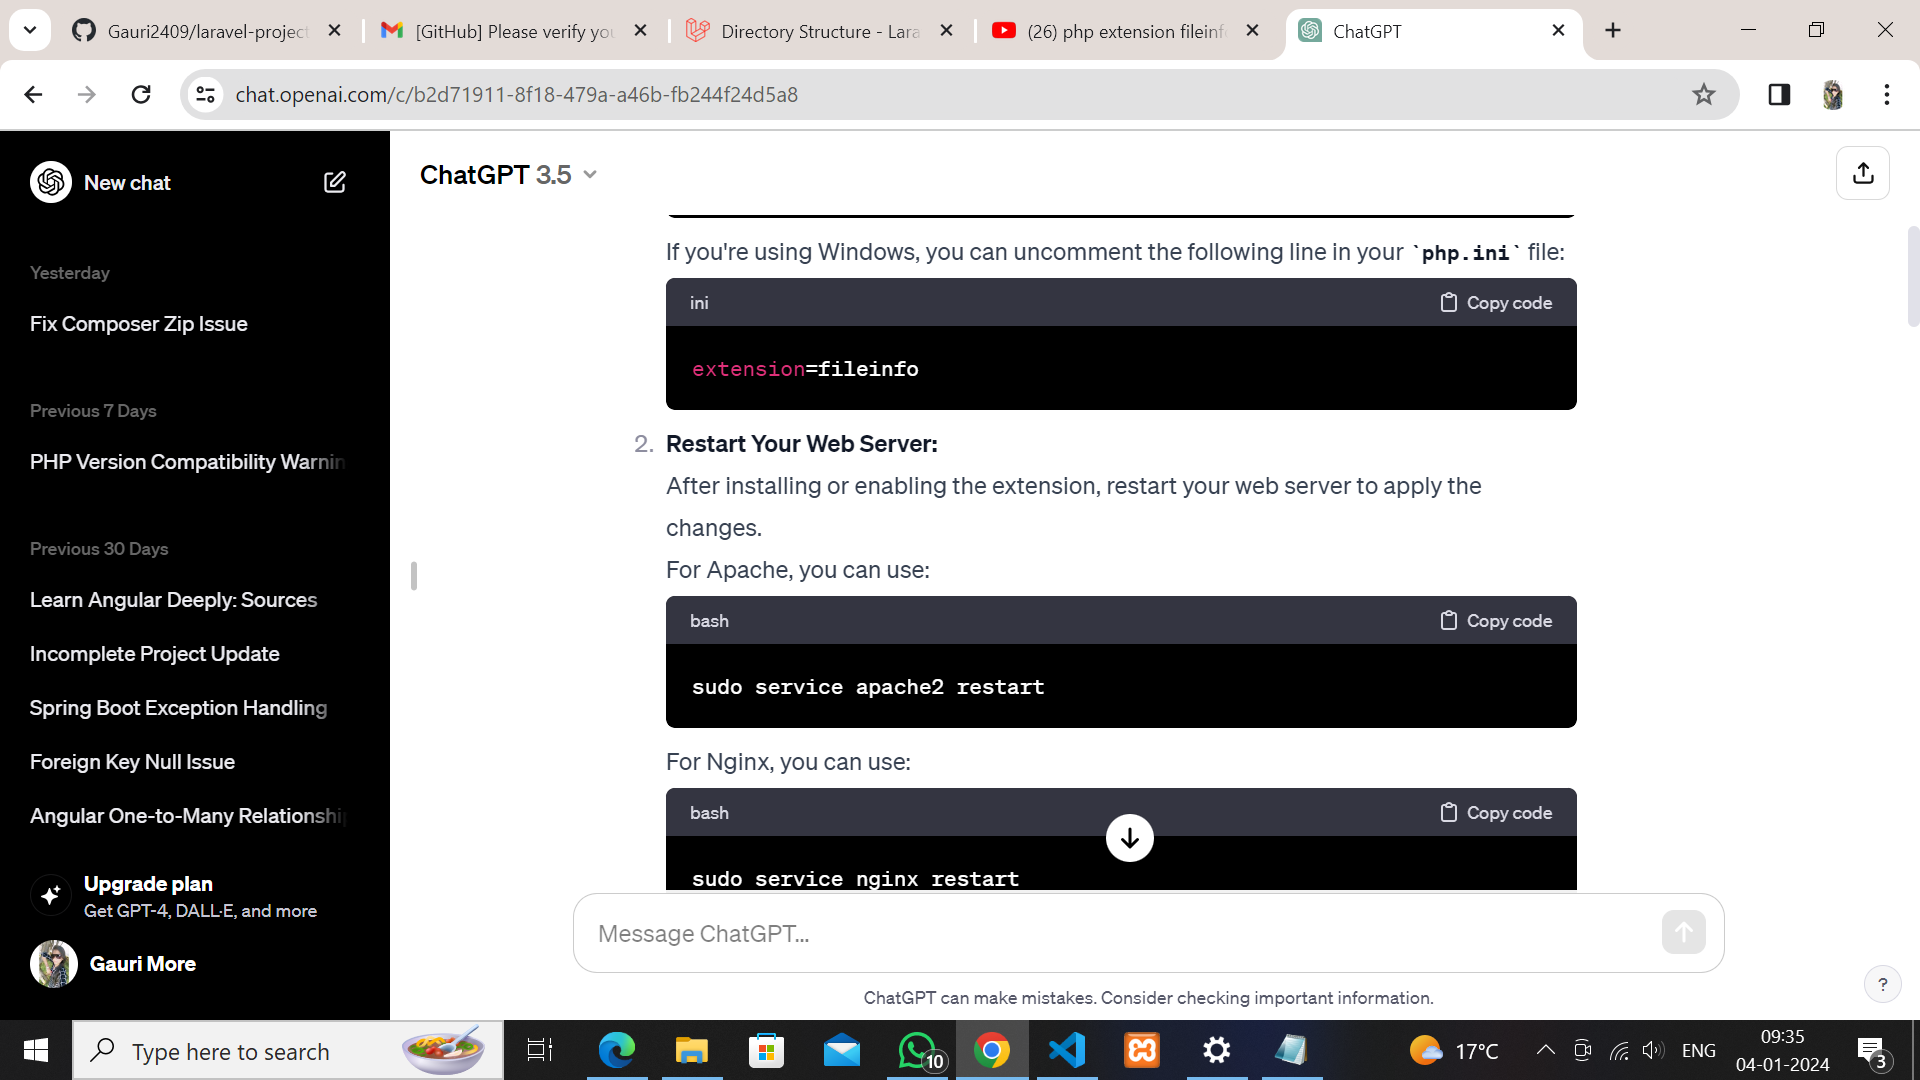 Gauri2409/laravel-project
[GitHub] Please verify you
Directory Structure - Lara
(26) php extension fileinf
ChatGPT
chat.openai.com/c/b2d71911-8f18-479a-a46b-fb244f24d5a8
New chat
Yesterday
Fix Composer Zip Issue
Previous 7 Days
PHP Version Compatibility Warnin
Previous 30 Days
Learn Angular Deeply: Sources
Incomplete Project Update
Spring Boot Exception Handling
Foreign Key Null Issue
Angular One-to-Many Relationship
Upgrade plan
Get GPT-4, DALL·E, and more
Gauri More
ChatGPT 3.5
If you're using Windows, you can uncomment the following line in your `php.ini` file:
ini
Copy code
extension=fileinfo
2. Restart Your Web Server:
After installing or enabling the extension, restart your web server to apply the
changes.
For Apache, you can use:
bash
Copy code
sudo service apache2 restart
For Nginx, you can use:
bash
Copy code
sudo service nginx restart
Message ChatGPT...
ChatGPT can make mistakes. Consider checking important information.
?
Type here to search
10
17°C
ENG
09:35
04-01-2024
3